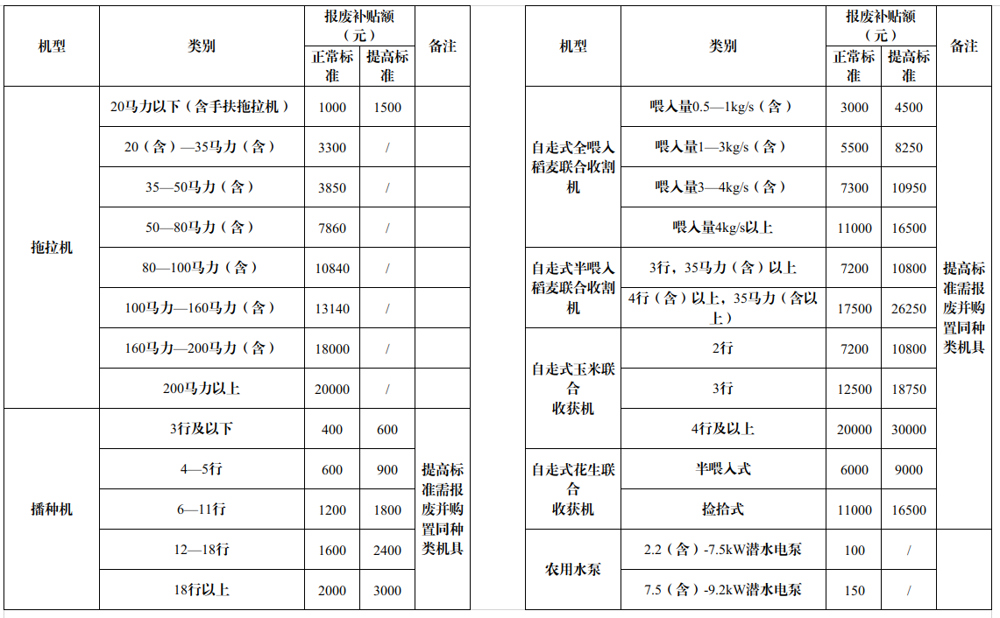 机型 类别 报废补贴额（元） 备注
正常标准 提高标准
拖拉机
20马力以下（含手扶拖拉机） 1000 1500
20（含）—35马力（含） 3300 /
35—50马力（含） 3850 /
50—80马力（含） 7860 /
80—100马力（含） 10840 /
100马力—160马力（含） 13140 /
160马力—200马力（含） 18000 /
200马力以上 20000 /
播种机
3行及以下 400 600
4—5行 600 900
6—11行 1200 1800
12—18行 1600 2400
18行以上 2000 3000
提高标准需报废并购置同种类机具
机型 类别 报废补贴额（元） 备注
正常标准 提高标准
自走式全喂入稻麦联合收割机
喂入量0.5—1kg/s（含） 3000 4500
喂入量1—3kg/s（含） 5500 8250
喂入量3—4kg/s（含） 7300 10950
喂入量4kg/s以上 11000 16500
自走式半喂入稻麦联合收割机
3行，35马力（含）以上 7200 10800
4行（含）以上，35马力（含以上） 17500 26250
自走式玉米联合收获机
2行 7200 10800
3行 12500 18750
4行及以上 20000 30000
自走式花生联合收获机
半喂入式 6000 9000
捡拾式 11000 16500
提高标准需报废并购置同种类机具
农用水泵
2.2（含）-7.5kW潜水电泵 100 /
7.5（含）-9.2kW潜水电泵 150 /